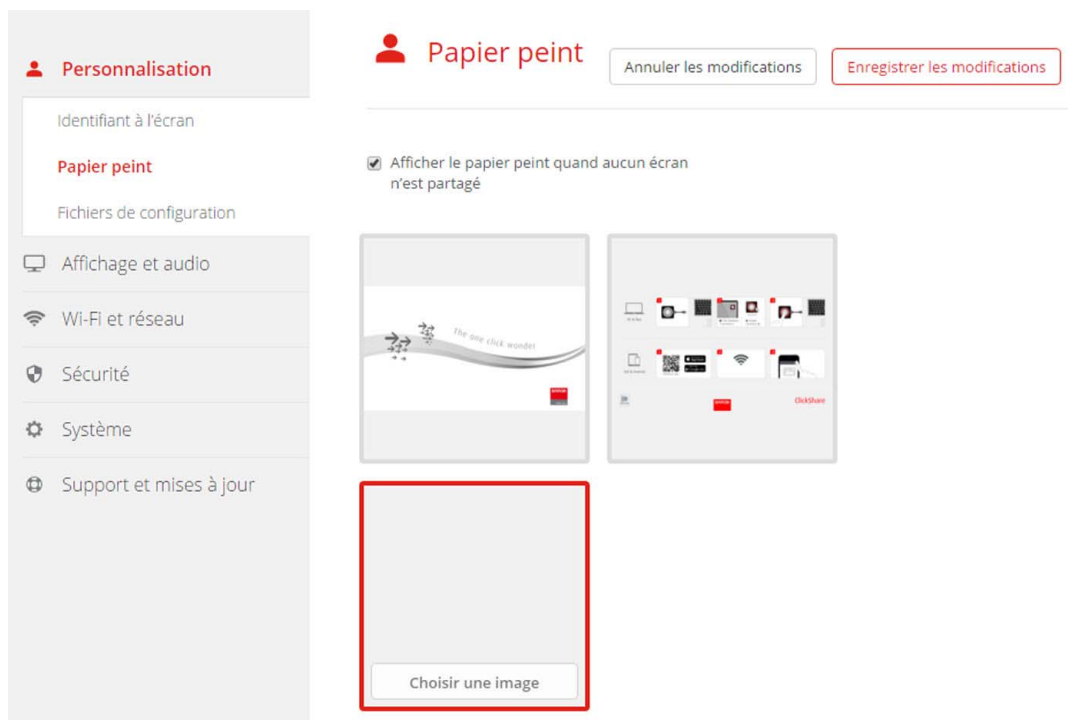 Personnalisation
Identifiant à l'écran
Papier peint
Fichiers de configuration
Affichage et audio
Wi-Fi et réseau
Sécurité
Système
Support et mises à jour
Papier peint
Annuler les modifications
Enregistrer les modifications
Afficher le papier peint quand aucun écran
n'est partagé
The one click wonder
ClickShare
Choisir une image